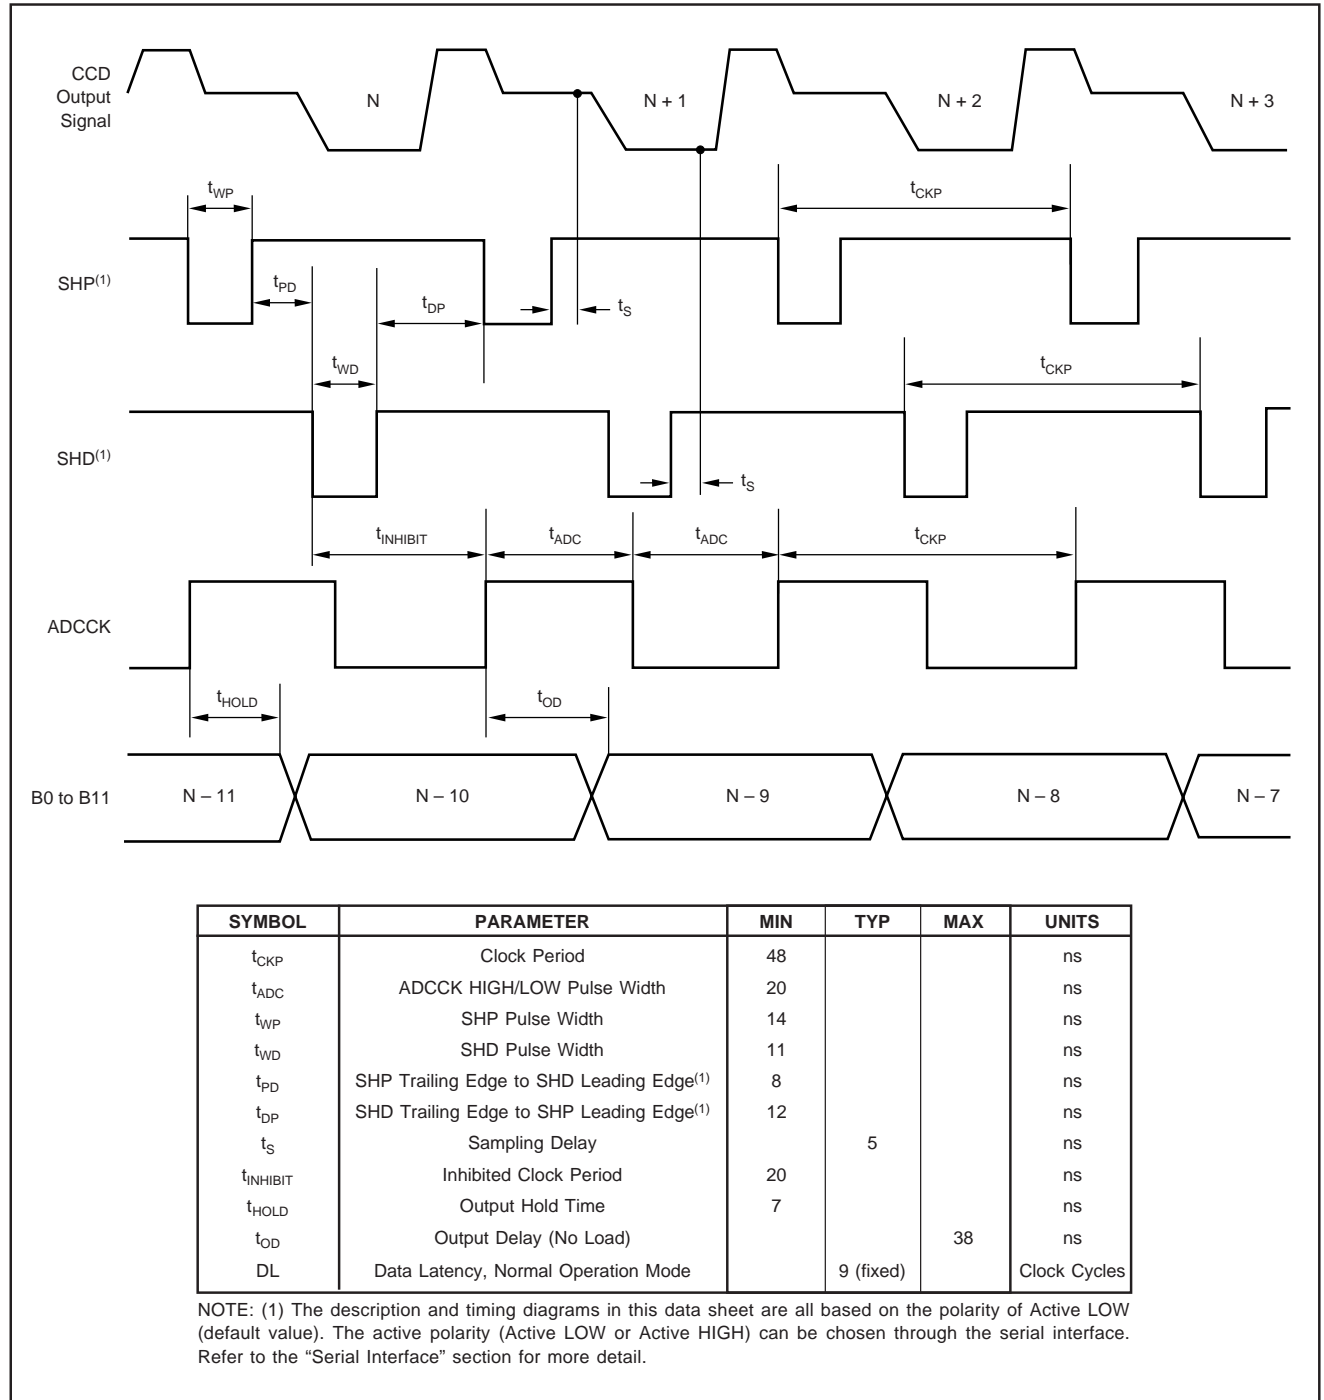 CCD
Output
Signal
N
N + 1
N + 2
N + 3
tWP
tCKP
SHP(1)
tPD
tDP
tS
tWD
tCKP
SHD(1)
tS
tINHIBIT
tADC
tADC
tCKP
ADCCK
tHOLD
tOD
B0 to B11
N – 11
N – 10
N – 9
N – 8
N – 7
SYMBOL PARAMETER MIN TYP MAX UNITS
tCKP Clock Period 48 ns
tADC ADCCK HIGH/LOW Pulse Width 20 ns
tWP SHP Pulse Width 14 ns
tWD SHD Pulse Width 11 ns
tPD SHP Trailing Edge to SHD Leading Edge(1) 8 ns
tDP SHD Trailing Edge to SHP Leading Edge(1) 12 ns
tS Sampling Delay 5 ns
tINHIBIT Inhibited Clock Period 20 ns
tHOLD Output Hold Time 7 ns
tOD Output Delay (No Load) 38 ns
DL Data Latency, Normal Operation Mode 9 (fixed) Clock Cycles
NOTE: (1) The description and timing diagrams in this data sheet are all based on the polarity of Active LOW
(default value). The active polarity (Active LOW or Active HIGH) can be chosen through the serial interface.
Refer to the “Serial Interface” section for more detail.